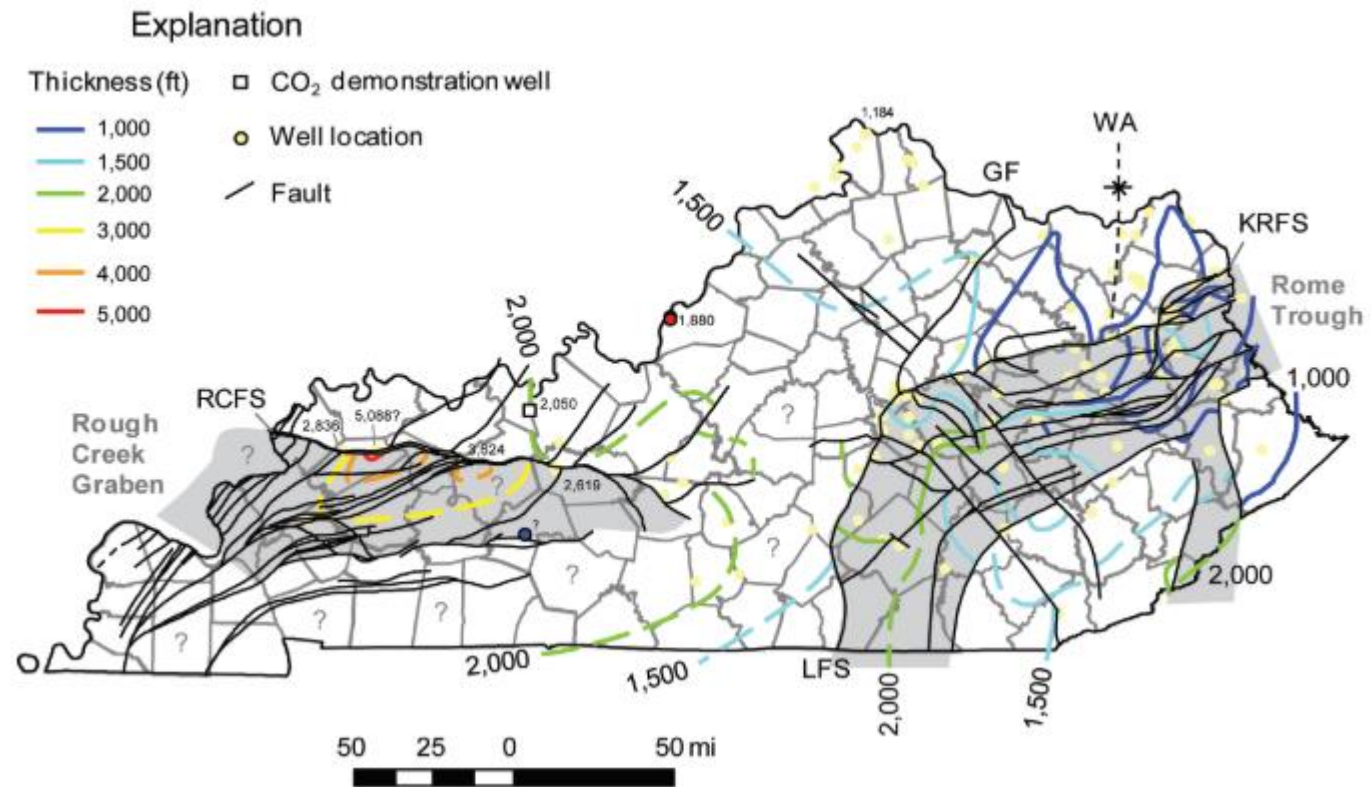 Explanation
Thickness (ft)
1,000
1,500
2,000
3,000
4,000
5,000
CO₂ demonstration well
Well location
Fault
1,184
WA
GF
KRFS
1,500
Rome
Trough
2,000
1,880
1,000
RCFS
5,088?
2,836
2,050
Rough
Creek
Graben
?
3,824
?
?
2,619
?
?
?
2,000
?
?
?
2,000
1,500
LFS
2,000
1,500
50 25 0 50 mi